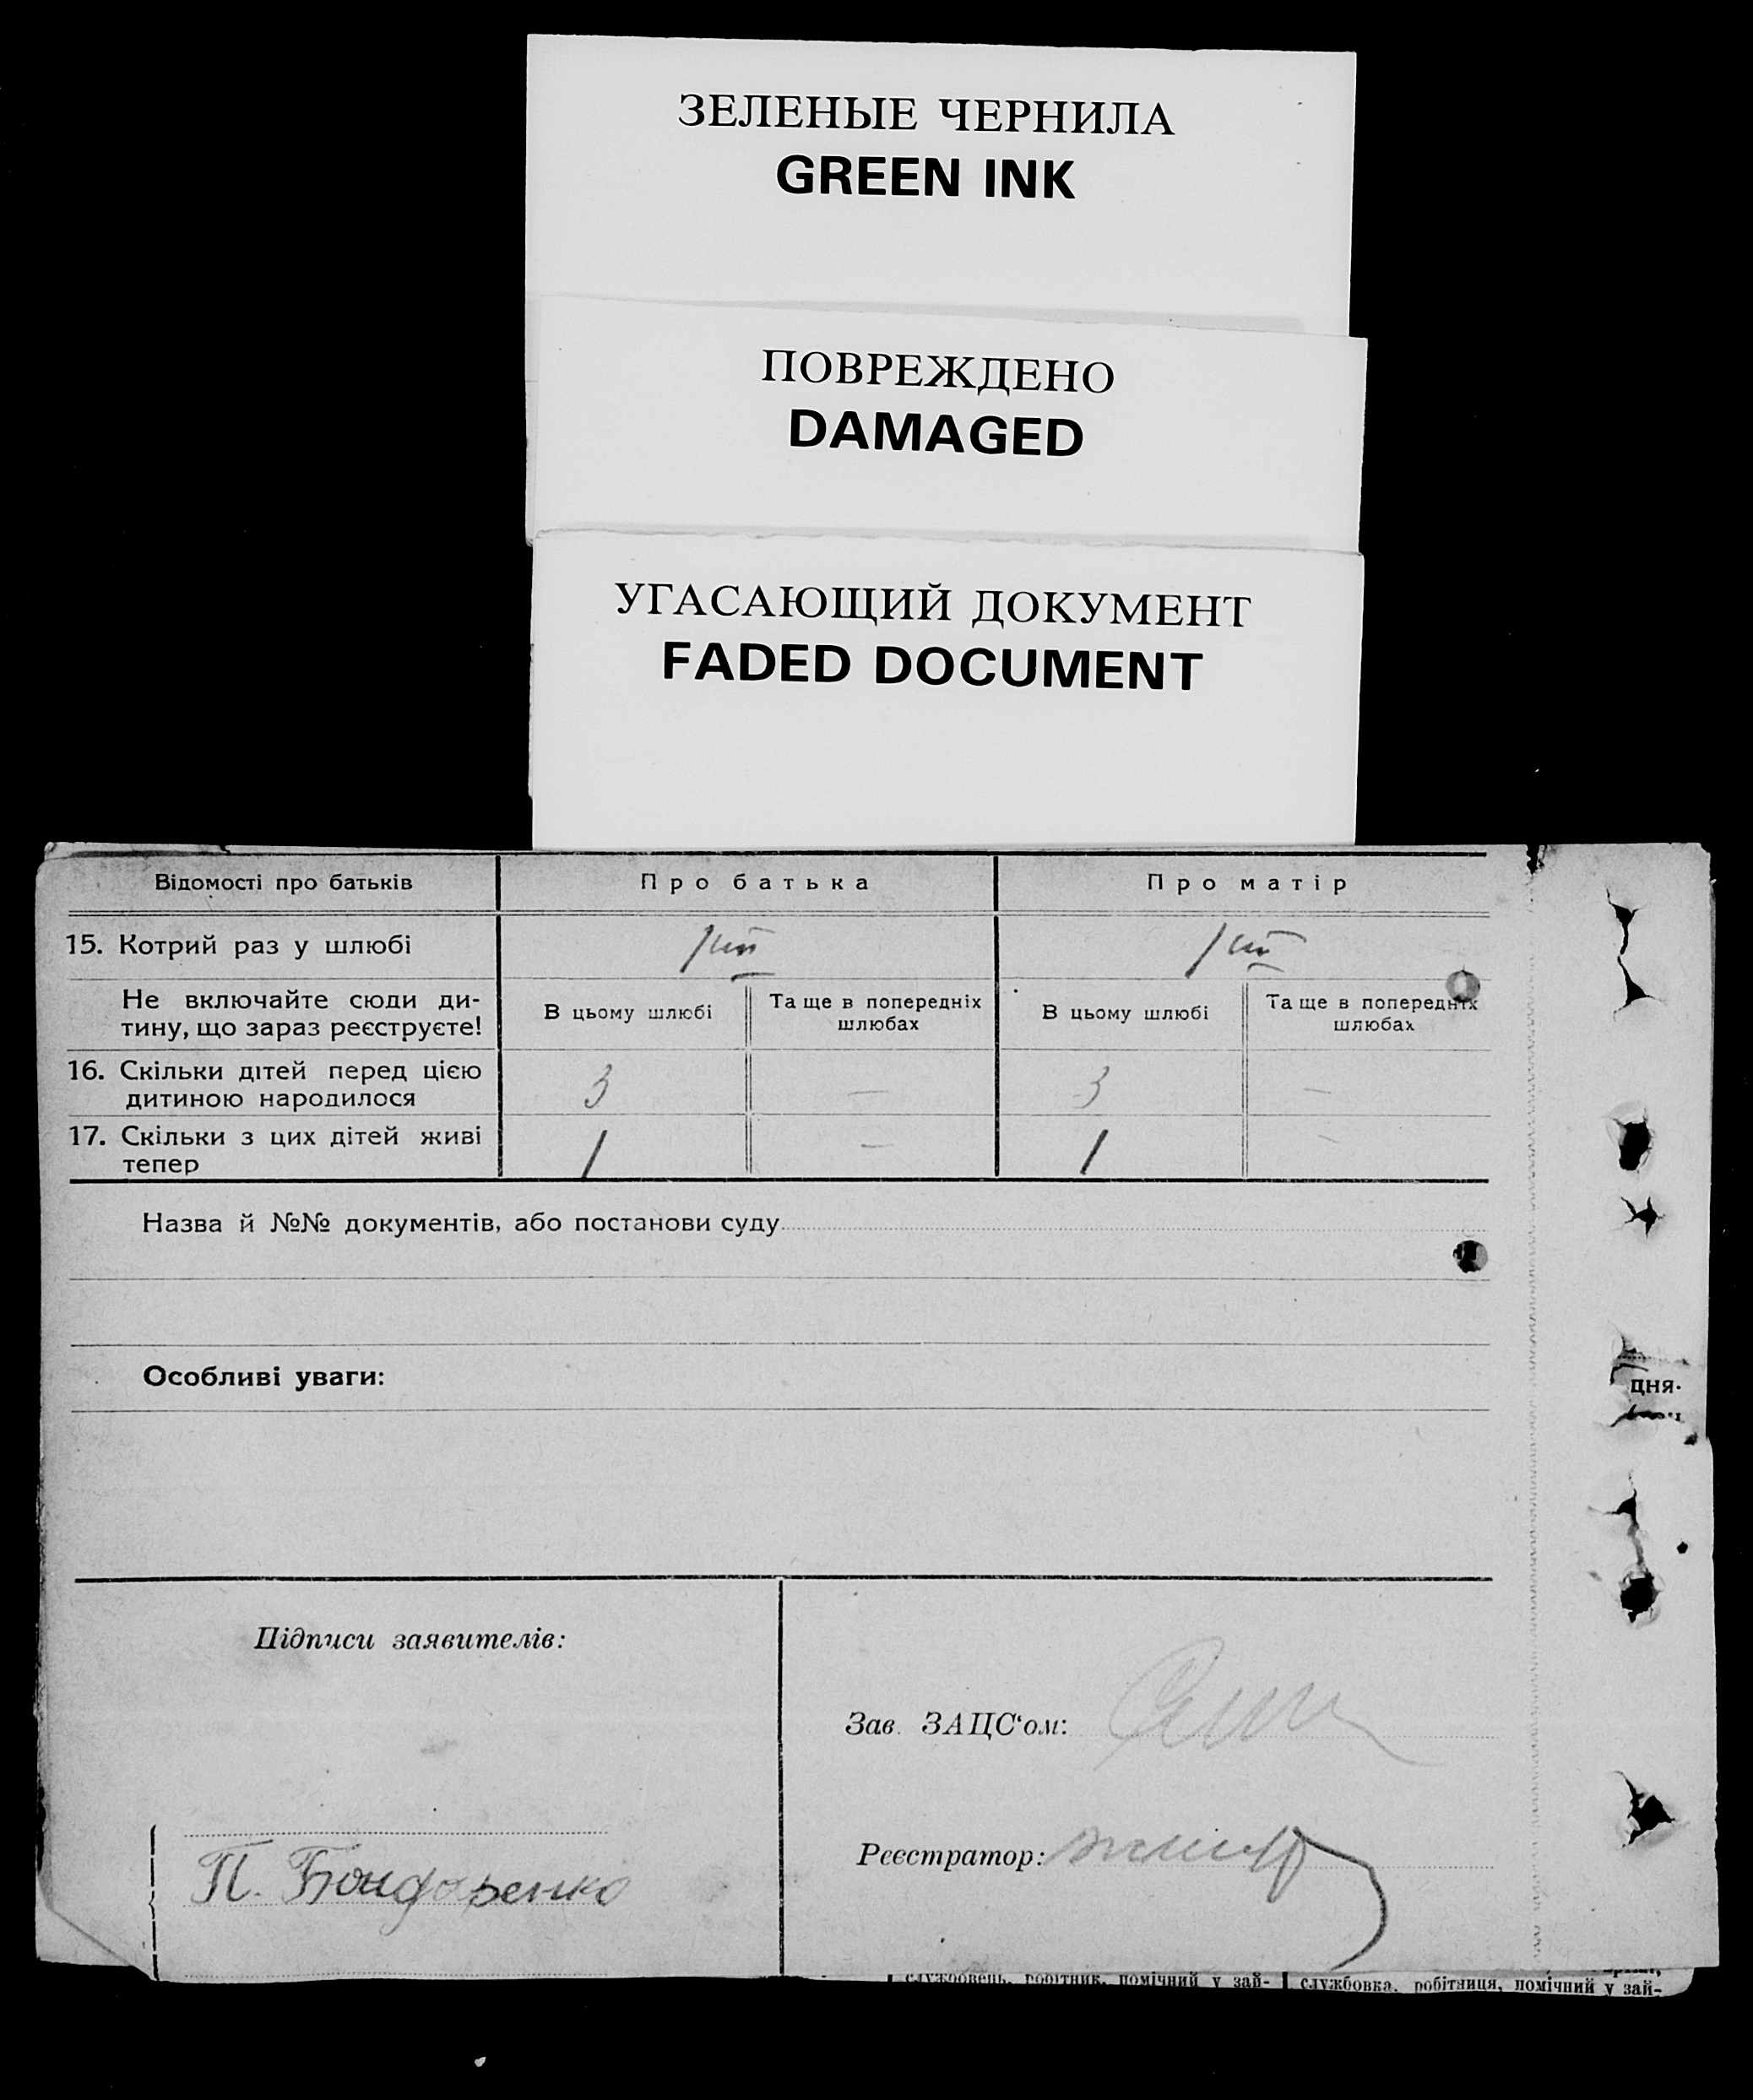 ЗЕЛЕНЫЕ ЧЕРНИЛА
GREEN INK
ПОВРЕЖДЕНО
DAMAGED
УГАСАЮЩИЙ ДОКУМЕНТ
FADED DOCUMENT
Відомості про батьків Про батька Про матір
15. Котрий раз у шлюбі
Не включайте сюди ди-
тину, що зараз реєструєте!
В цьому шлюбі
Та ще в попередніх
шлюбах
В цьому шлюбі
Та ще в попередніх
шлюбах
16. Скільки дітей перед цією
дитиною народилося
3 — 3 —
17. Скільки з цих дітей живі
тепер
1 — 1 —
Назва й №№ документів, або постанови суду
Особливі уваги:
дня.
Підписи заявителів:
Зав. ЗАЦС‘ом:
Реєстратор:
П. Бондаренко
службовець, робітник, помічний у зай-
службовка, робітниця, помічний у зай-